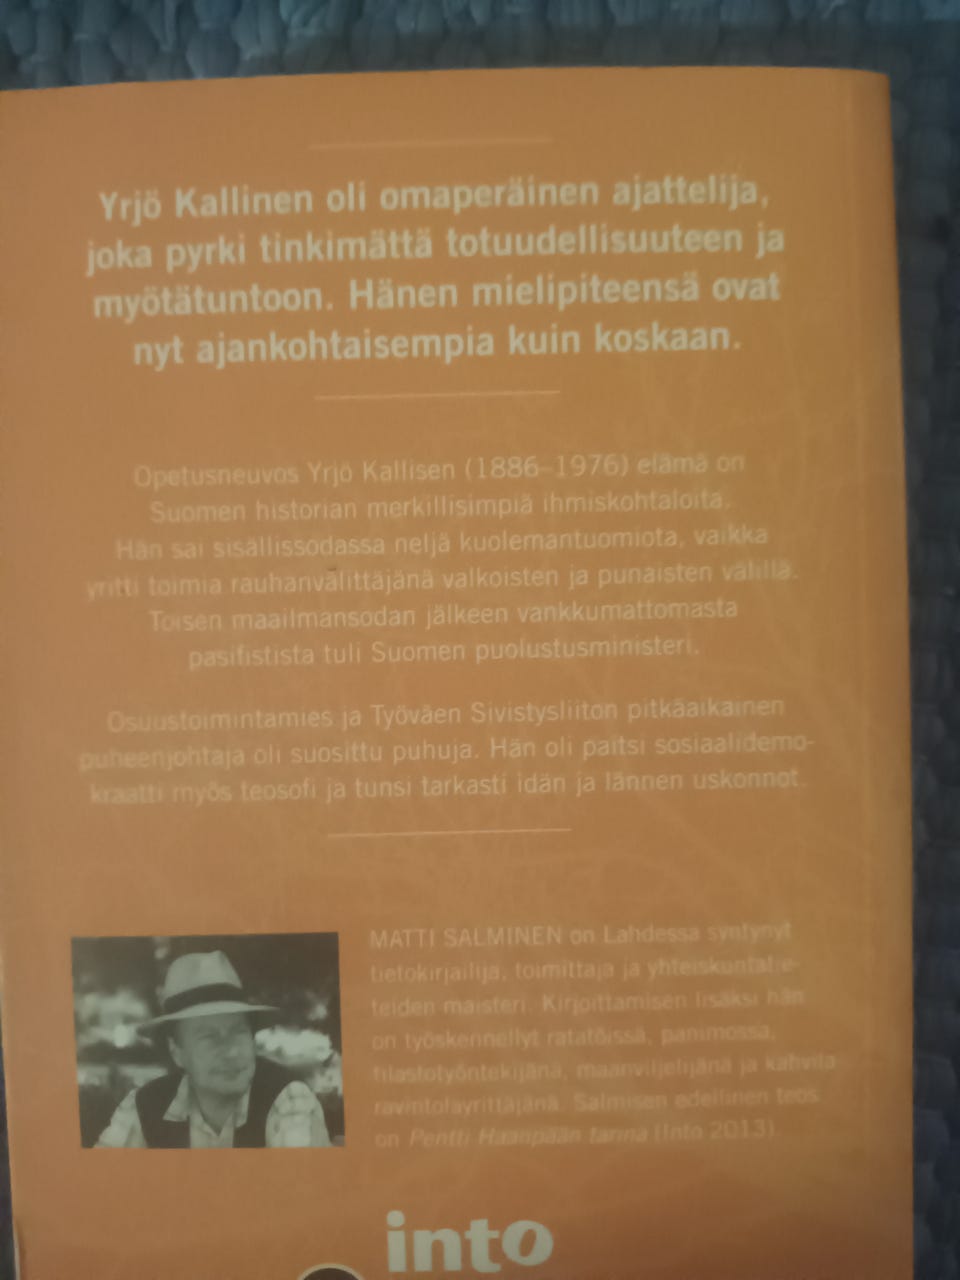 Yrjö Kallinen oli omaperäinen ajattelija,
joka pyrki tinkimättä totuudellisuuteen ja
myötätuntoon. Hänen mielipiteensä ovat
nyt ajankohtaisempia kuin koskaan.
Opetusneuvos Yrjö Kallisen (1886–1976) elämä on
Suomen historian merkillisimpiä ihmiskohtaloita.
Hän sai sisällissodassa neljä kuolemantuomiota, vaikka
yritti toimia rauhanvälittäjänä valkoisten ja punaisten välillä.
Toisen maailmansodan jälkeen vankkumattomasta
pasifistista tuli Suomen puolustusministeri.
Osuustoimintamies ja Työväen Sivistysliiton pitkäaikainen
puheenjohtaja oli suosittu puhuja. Hän oli paitsi sosiaalidemo-
kraatti myös teosofi ja tunsi tarkasti idän ja lännen uskonnot.
MATTI SALMINEN on Lahdessa syntynyt
tietokirjailija, toimittaja ja yhteiskuntatie-
teiden maisteri. Kirjoittamisen lisäksi hän
on työskennellyt ratatöissä, panimossa,
tilastotyöntekijänä, maanviljelijänä ja kahvila
ravintolayrittäjänä. Salmisen edellinen teos
on Pentti Haanpään tarina (Into 2013).
into